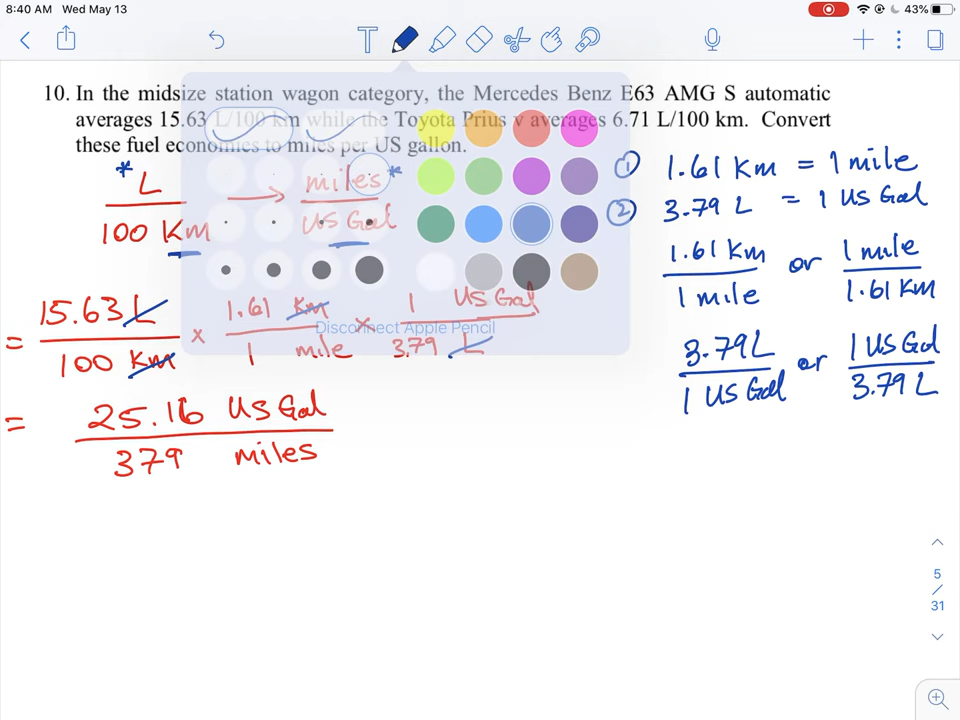 8:40 AM Wed May 13
43%
T
10. In the midsize station wagon category, the Mercedes Benz E63 AMG S automatic
averages 15.63 L/100 km while the Toyota Prius v averages 6.71 L/100 km. Convert
these fuel economies to miles per US gallon.
* L / 100 Km → miles* / US Gal
① 1.61 Km = 1 mile
② 3.79 L = 1 US Gal
1.61 Km / 1 mile or 1 mile / 1.61 Km
= 15.63 L / 100 Km x 1.61 Km / 1 mile x 1 US Gal / 3.79 L
Disconnect Apple Pencil
3.79 L / 1 US Gal or 1 US Gal / 3.79 L
= 25.16 US Gal / 379 miles
5
/
31